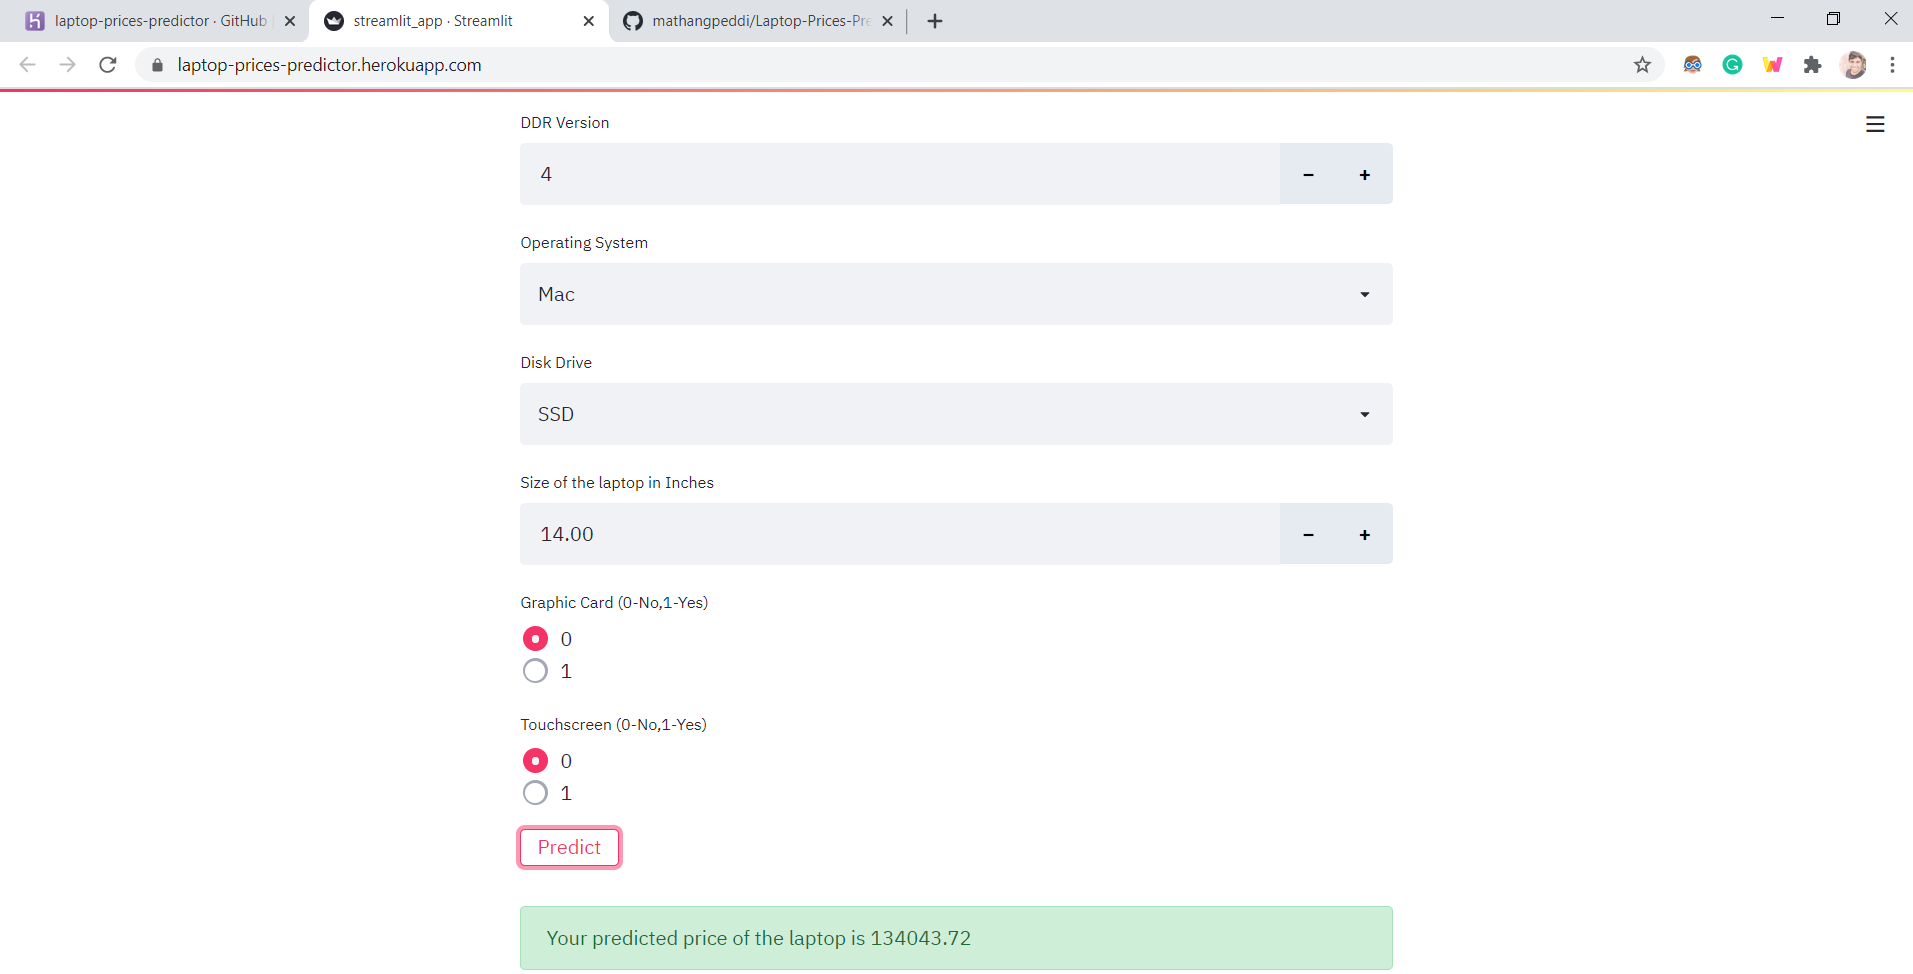 laptop-prices-predictor · GitHub
streamlit_app · Streamlit
mathangpeddi/Laptop-Prices-Pre
laptop-prices-predictor.herokuapp.com
DDR Version
4
Operating System
Mac
Disk Drive
SSD
Size of the laptop in Inches
14.00
Graphic Card (0-No,1-Yes)
0
1
Touchscreen (0-No,1-Yes)
0
1
Predict
Your predicted price of the laptop is 134043.72